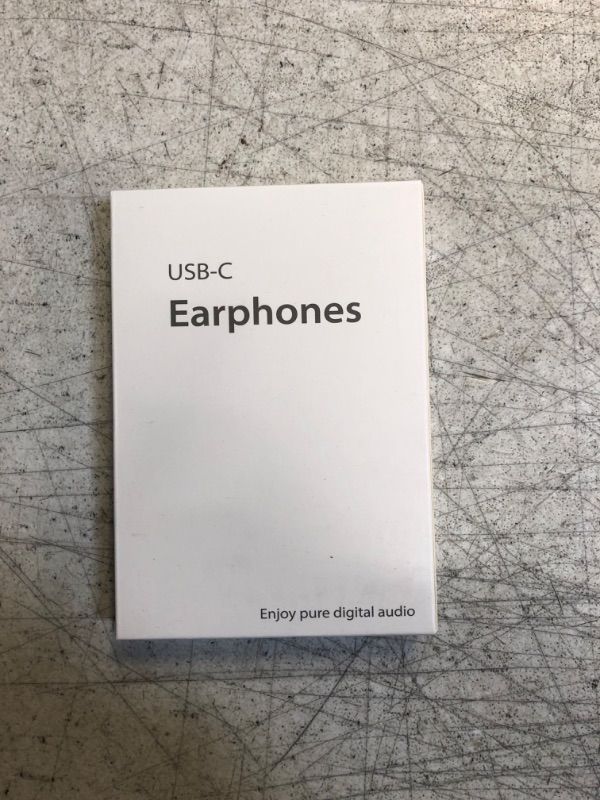 USB-C
Earphones
Enjoy pure digital audio